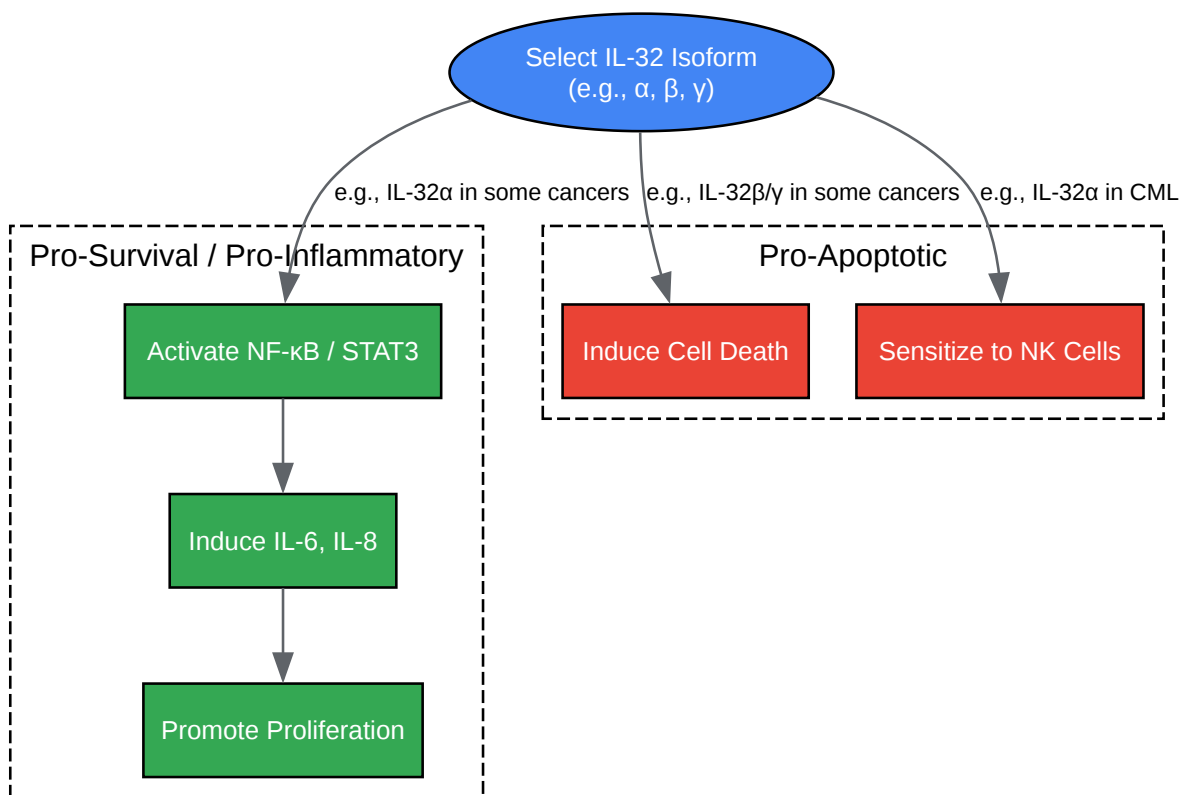 Select IL-32 Isoform
(e.g., α, β, γ)
e.g., IL-32α in some cancers
e.g., IL-32β/γ in some cancers
e.g., IL-32α in CML
Pro-Survival / Pro-Inflammatory
Pro-Apoptotic
Activate NF-κB / STAT3
Induce Cell Death
Sensitize to NK Cells
Induce IL-6, IL-8
Promote Proliferation